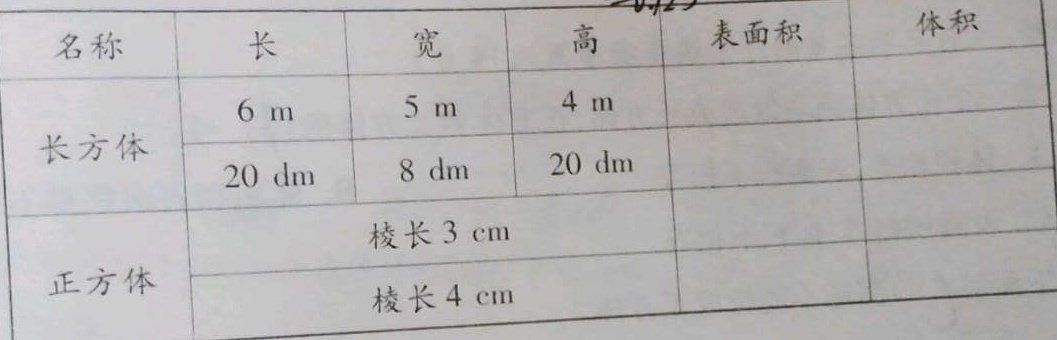 名称 长 宽 高 表面积 体积
长方体 6 m 5 m 4 m
20 dm 8 dm 20 dm
正方体 棱长3 cm
棱长4 cm